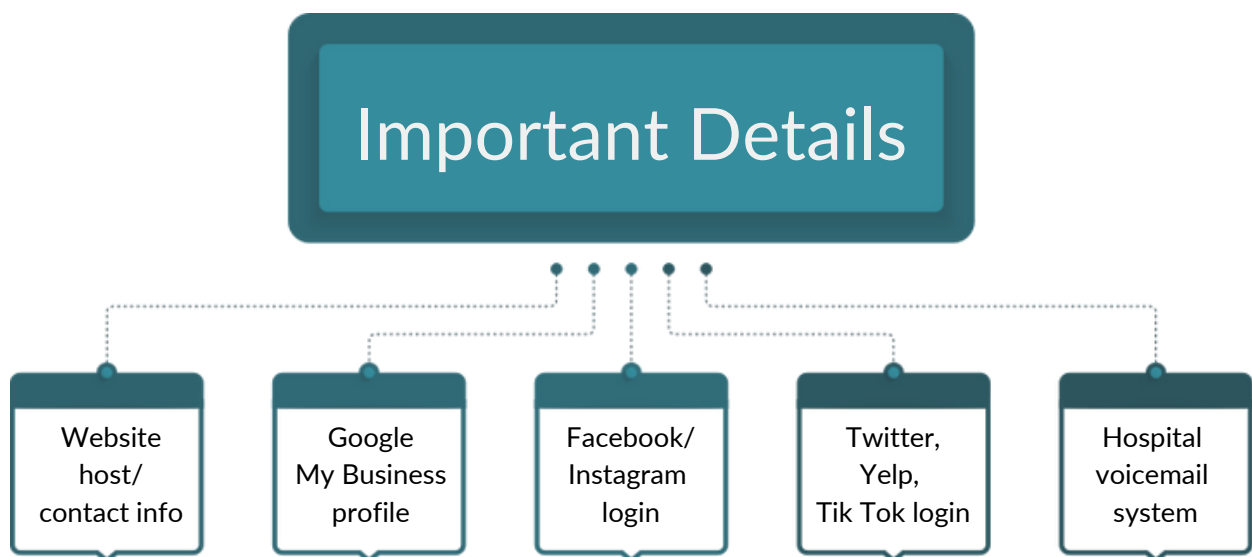 Important Details
Website
host/
contact info
Google
My Business
profile
Facebook/
Instagram
login
Twitter,
Yelp,
Tik Tok login
Hospital
voicemail
system